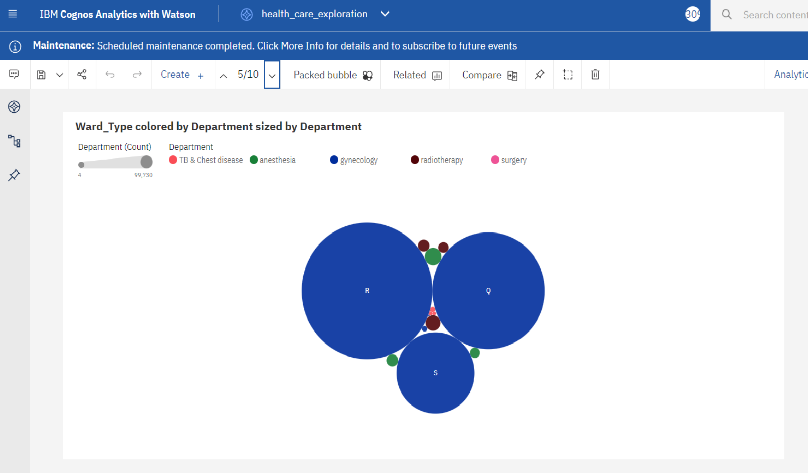 IBM Cognos Analytics with Watson
health_care_exploration
Search content
Maintenance: Scheduled maintenance completed. Click More Info for details and to subscribe to future events
Create + 5/10 Packed bubble Related Compare
Ward_Type colored by Department sized by Department
Department (Count) Department
TB & Chest disease anesthesia gynecology radiotherapy surgery
4 99,730
R Q
S